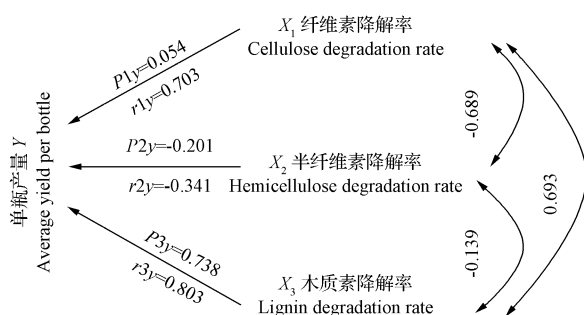 X₁ 纤维素降解率
Cellulose degradation rate
P1y=0.054
r1y=0.703
-0.689
单瓶产量 Y
Average yield per bottle
P2y=-0.201
r2y=-0.341
X₂ 半纤维素降解率
Hemicellulose degradation rate
0.693
P3y=0.738
r3y=0.803
-0.139
X₃ 木质素降解率
Lignin degradation rate